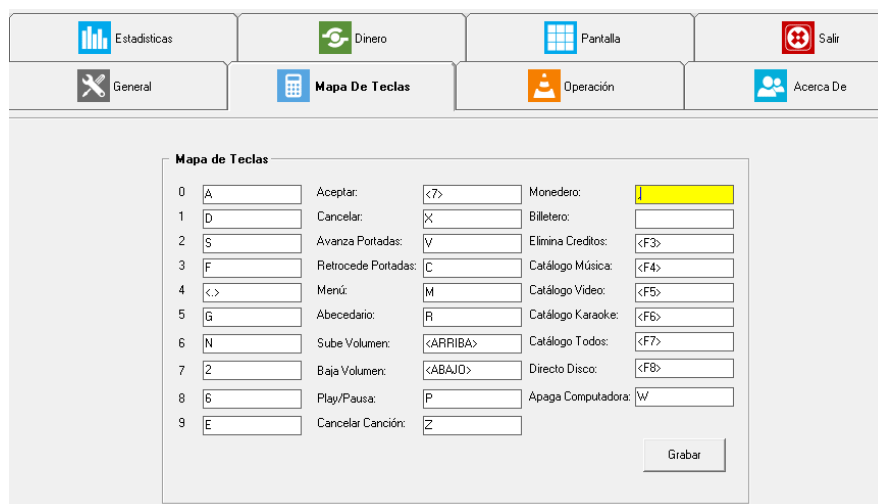 Estadisticas Dinero Pantalla Salir
General Mapa De Teclas Operación Acerca De
Mapa de Teclas
0 A Aceptar: <7> Monedero:
1 D Cancelar: X Billetero:
2 S Avanza Portadas: V Elimina Creditos: <F3>
3 F Retrocede Portadas: C Catálogo Música: <F4>
4 <.> Menú: M Catálogo Video: <F5>
5 G Abecedario: R Catálogo Karaoke: <F6>
6 N Sube Volumen: <ARRIBA> Catálogo Todos: <F7>
7 2 Baja Volumen: <ABAJO> Directo Disco: <F8>
8 6 Play/Pausa: P Apaga Computadora: W
9 E Cancelar Canción: Z
Grabar